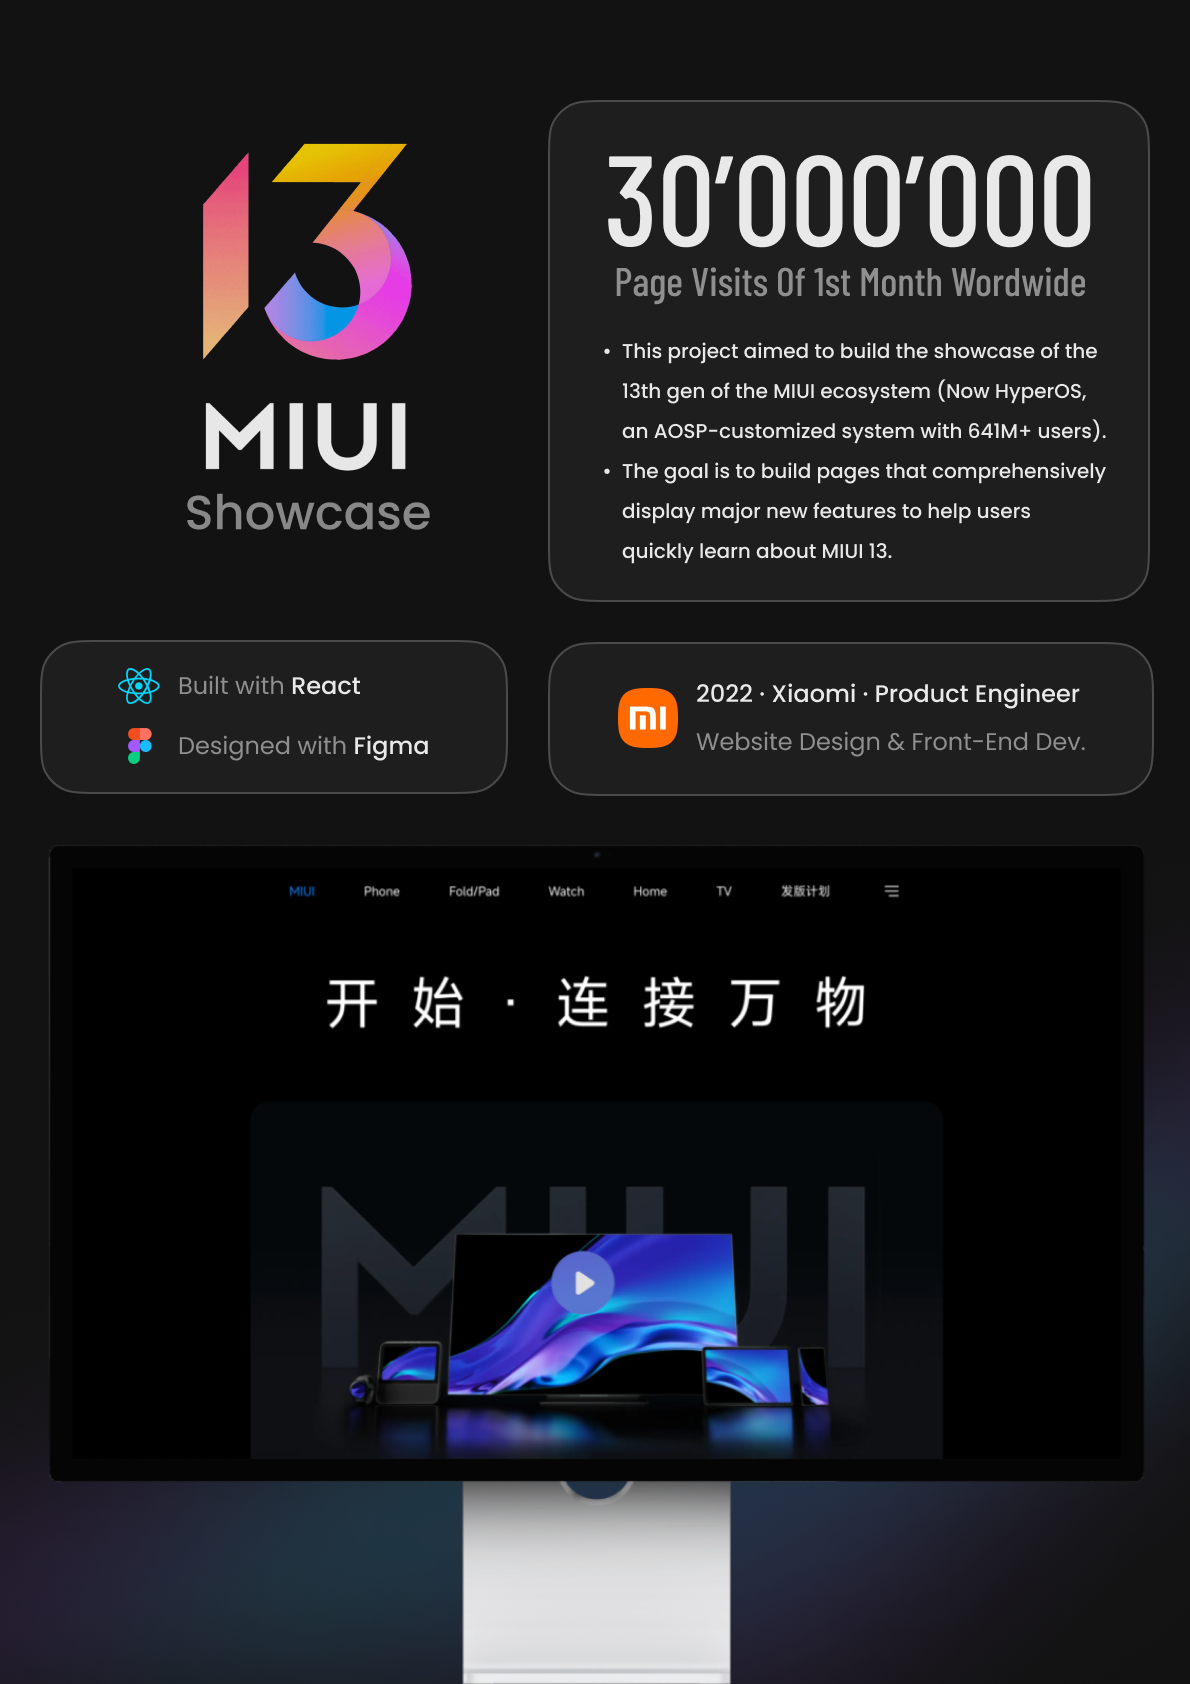 13
MIUI
Showcase
30’000’000
Page Visits Of 1st Month Wordwide
• This project aimed to build the showcase of the
13th gen of the MIUI ecosystem (Now HyperOS,
an AOSP-customized system with 641M+ users).
• The goal is to build pages that comprehensively
display major new features to help users
quickly learn about MIUI 13.
Built with React
Designed with Figma
2022 · Xiaomi · Product Engineer
Website Design & Front-End Dev.
MIUI Phone Fold/Pad Watch Home TV 发版计划
开始·连接万物
MIUI